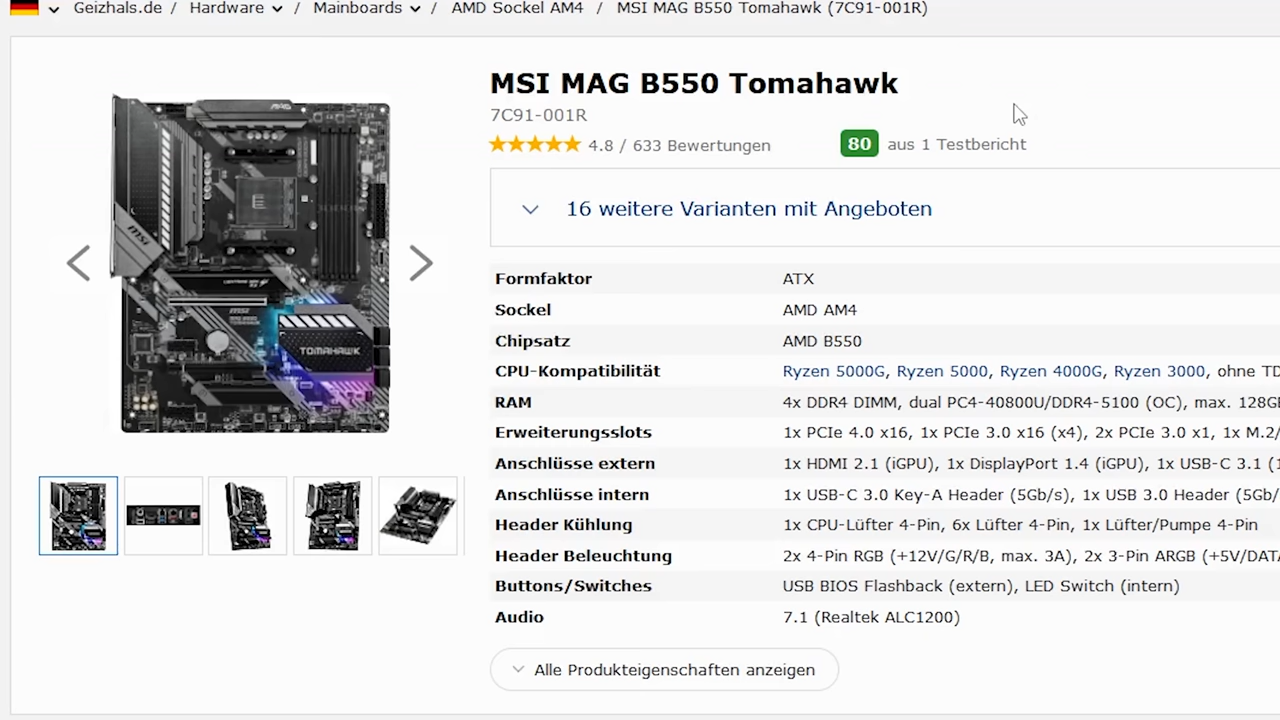 Geizhals.de / Hardware / Mainboards / AMD Sockel AM4 / MSI MAG B550 Tomahawk (7C91-001R)
MSI MAG B550 Tomahawk
7C91-001R
4.8 / 633 Bewertungen
80 aus 1 Testbericht
16 weitere Varianten mit Angeboten
Formfaktor ATX
Sockel AMD AM4
Chipsatz AMD B550
CPU-Kompatibilität Ryzen 5000G, Ryzen 5000, Ryzen 4000G, Ryzen 3000, ohne TD
RAM 4x DDR4 DIMM, dual PC4-40800U/DDR4-5100 (OC), max. 128GB
Erweiterungsslots 1x PCIe 4.0 x16, 1x PCIe 3.0 x16 (x4), 2x PCIe 3.0 x1, 1x M.2/
Anschlüsse extern 1x HDMI 2.1 (iGPU), 1x DisplayPort 1.4 (iGPU), 1x USB-C 3.1 (1
Anschlüsse intern 1x USB-C 3.0 Key-A Header (5Gb/s), 1x USB 3.0 Header (5Gb/
Header Kühlung 1x CPU-Lüfter 4-Pin, 6x Lüfter 4-Pin, 1x Lüfter/Pumpe 4-Pin
Header Beleuchtung 2x 4-Pin RGB (+12V/G/R/B, max. 3A), 2x 3-Pin ARGB (+5V/DATA
Buttons/Switches USB BIOS Flashback (extern), LED Switch (intern)
Audio 7.1 (Realtek ALC1200)
Alle Produkteigenschaften anzeigen
MAG
msi
TOMAHAWK